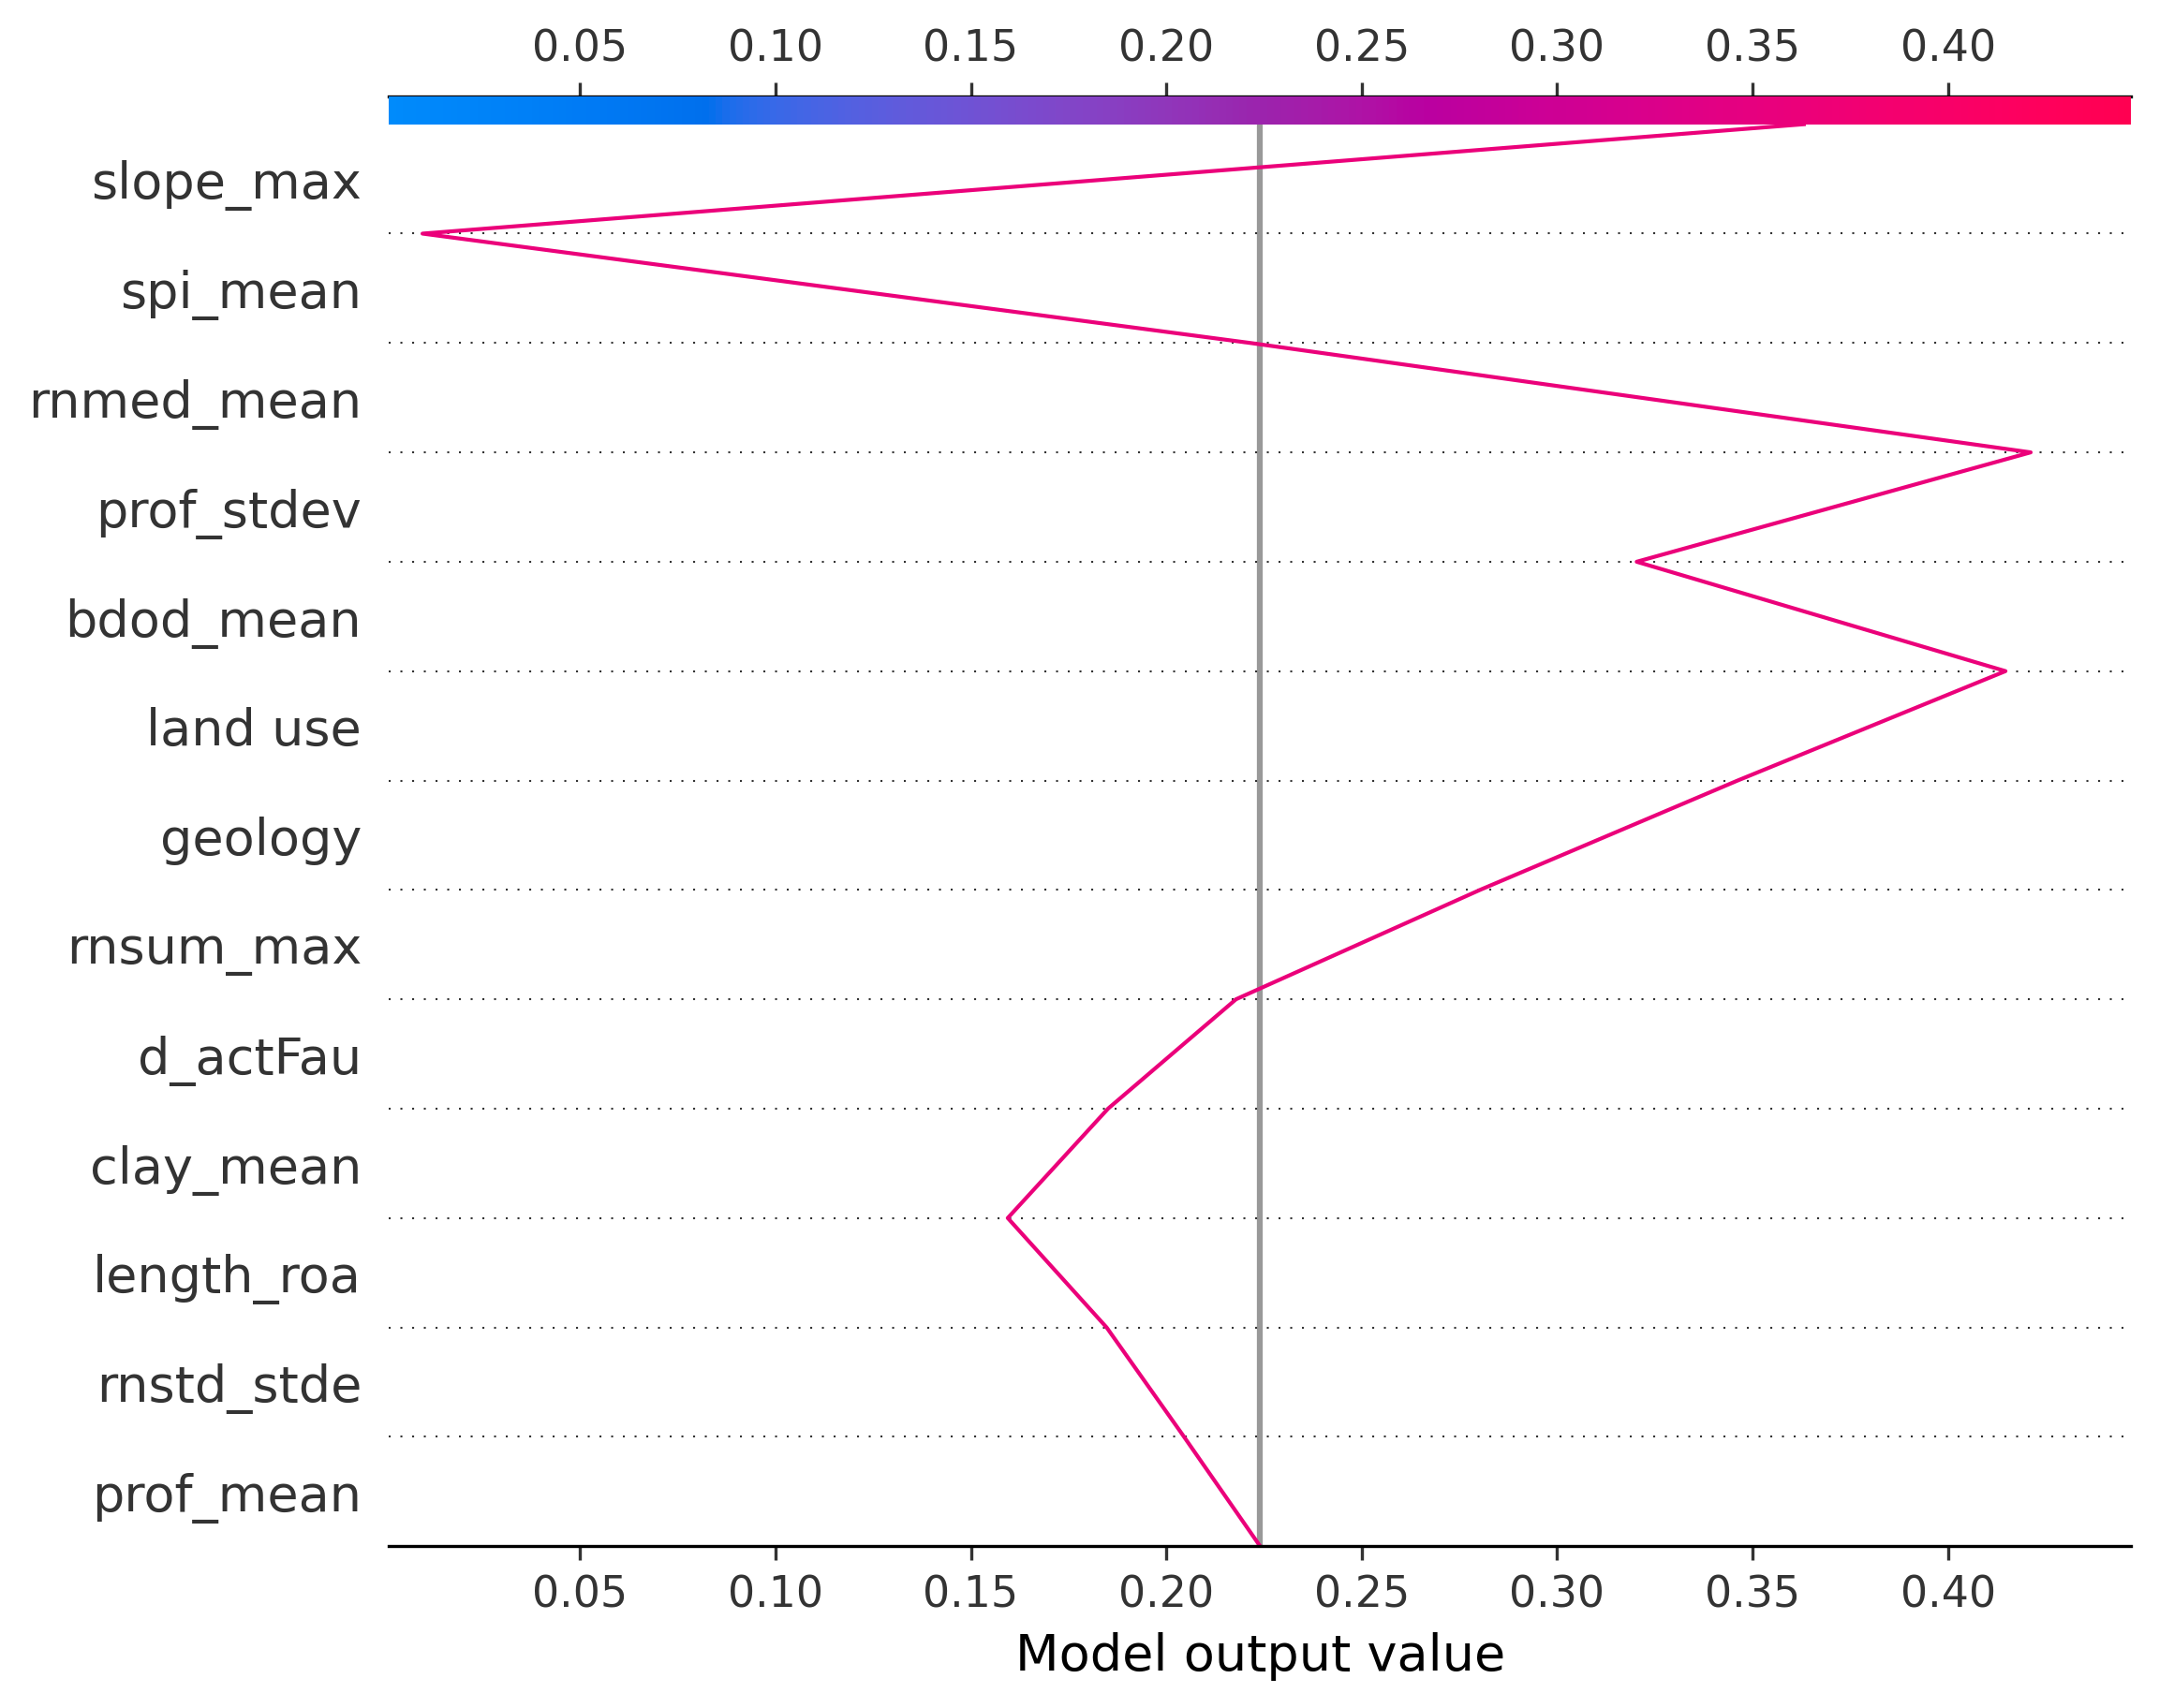 0.05 0.10 0.15 0.20 0.25 0.30 0.35 0.40
slope_max
spi_mean
rnmed_mean
prof_stdev
bdod_mean
land use
geology
rnsum_max
d_actFau
clay_mean
length_roa
rnstd_stde
prof_mean
0.05 0.10 0.15 0.20 0.25 0.30 0.35 0.40
Model output value